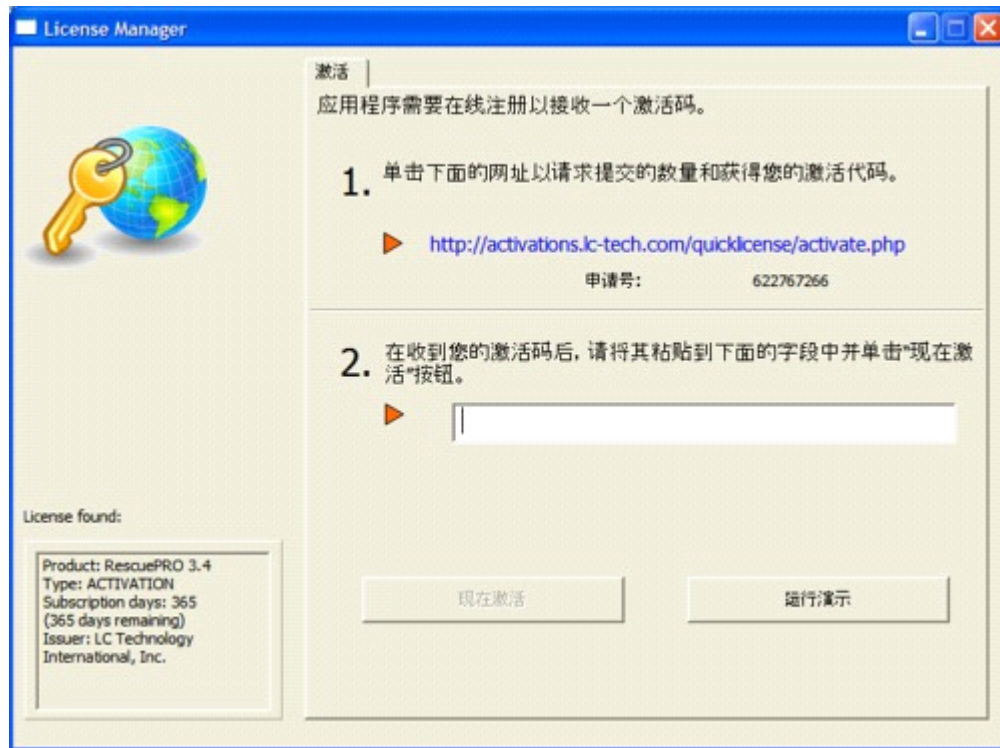 License Manager
激活
应用程序需要在线注册以接收一个激活码。
1. 单击下面的网址以请求提交的数量和获得您的激活代码。
http://activations.lc-tech.com/quicklicense/activate.php
申请号: 622767266
2. 在收到您的激活码后, 请将其粘贴到下面的字段中并单击"现在激
活"按钮。
License found:
Product: RescuePRO 3.4
Type: ACTIVATION
Subscription days: 365
(365 days remaining)
Issuer: LC Technology
International, Inc.
现在激活
运行演示